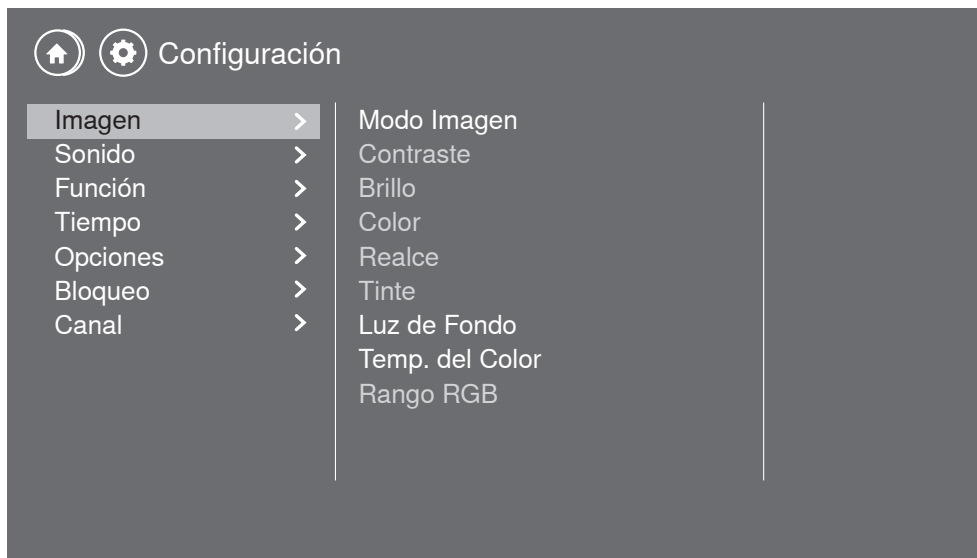 Configuración
Imagen
Sonido
Función
Tiempo
Opciones
Bloqueo
Canal
Modo Imagen
Contraste
Brillo
Color
Realce
Tinte
Luz de Fondo
Temp. del Color
Rango RGB